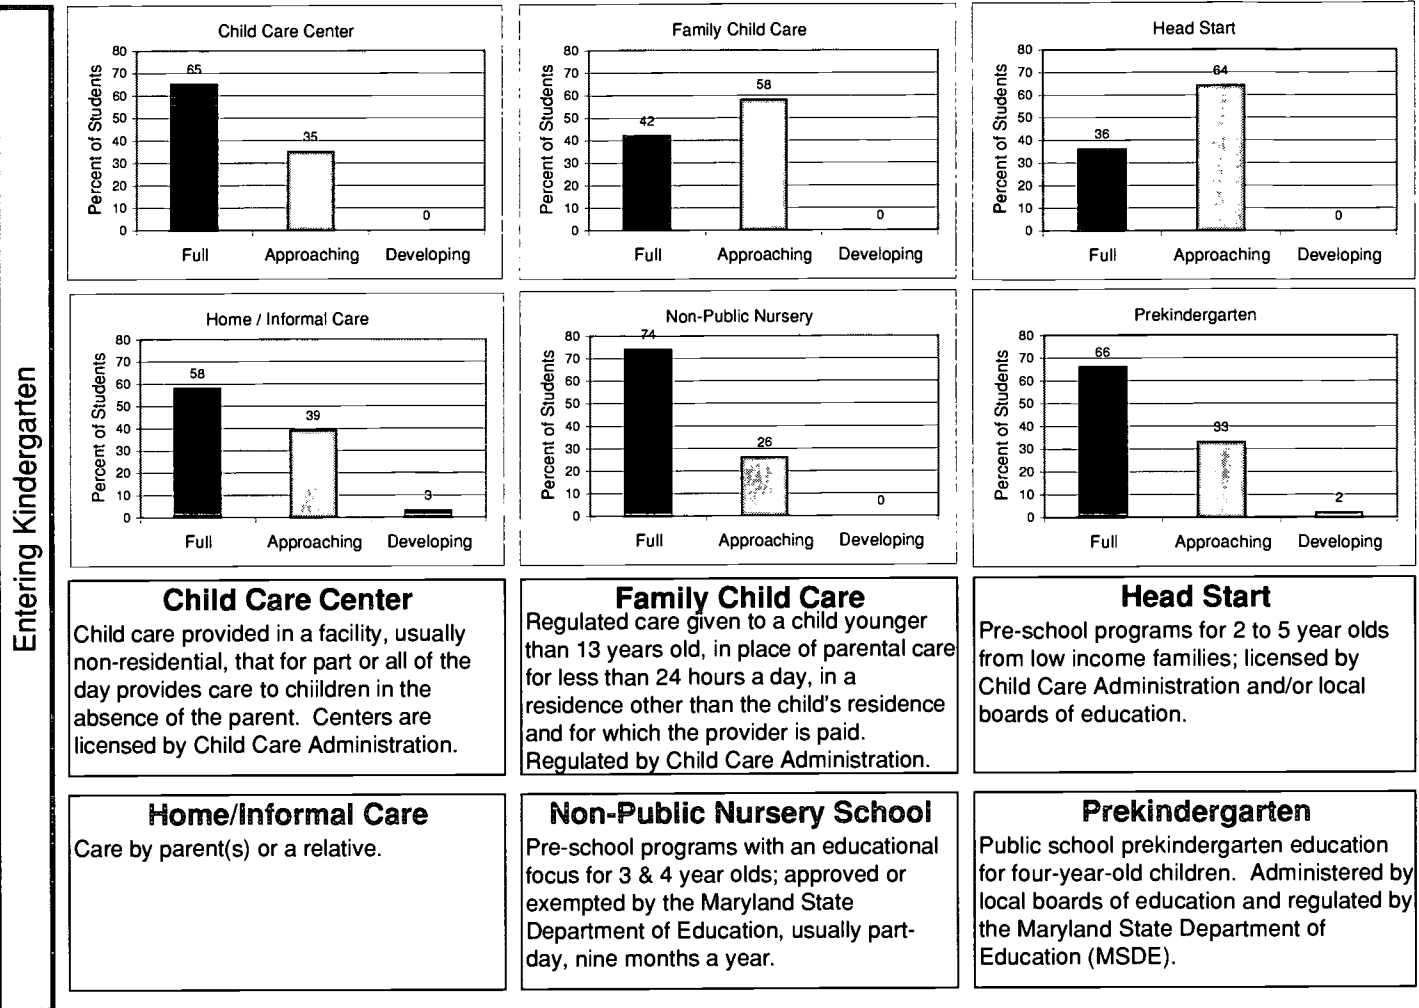 Entering Kindergarten
Child Care Center
Percent of Students
80
70
60
50
40
30
20
10
0
65
35
0
Full Approaching Developing
Family Child Care
Percent of Students
80
70
60
50
40
30
20
10
0
42
58
0
Full Approaching Developing
Head Start
Percent of Students
80
70
60
50
40
30
20
10
0
36
64
0
Full Approaching Developing
Home / Informal Care
Percent of Students
80
70
60
50
40
30
20
10
0
58
39
3
Full Approaching Developing
Non-Public Nursery
Percent of Students
80
70
60
50
40
30
20
10
0
74
26
0
Full Approaching Developing
Prekindergarten
Percent of Students
80
70
60
50
40
30
20
10
0
66
33
2
Full Approaching Developing
Child Care Center
Child care provided in a facility, usually
non-residential, that for part or all of the
day provides care to chiildren in the
absence of the parent. Centers are
licensed by Child Care Administration.
Family Child Care
Regulated care given to a child younger
than 13 years old, in place of parental care
for less than 24 hours a day, in a
residence other than the child's residence
and for which the provider is paid.
Regulated by Child Care Administration.
Head Start
Pre-school programs for 2 to 5 year olds
from low income families; licensed by
Child Care Administration and/or local
boards of education.
Home/Informal Care
Care by parent(s) or a relative.
Non-Public Nursery School
Pre-school programs with an educational
focus for 3 & 4 year olds; approved or
exempted by the Maryland State
Department of Education, usually part-
day, nine months a year.
Prekindergarten
Public school prekindergarten education
for four-year-old children. Administered by
local boards of education and regulated by
the Maryland State Department of
Education (MSDE).